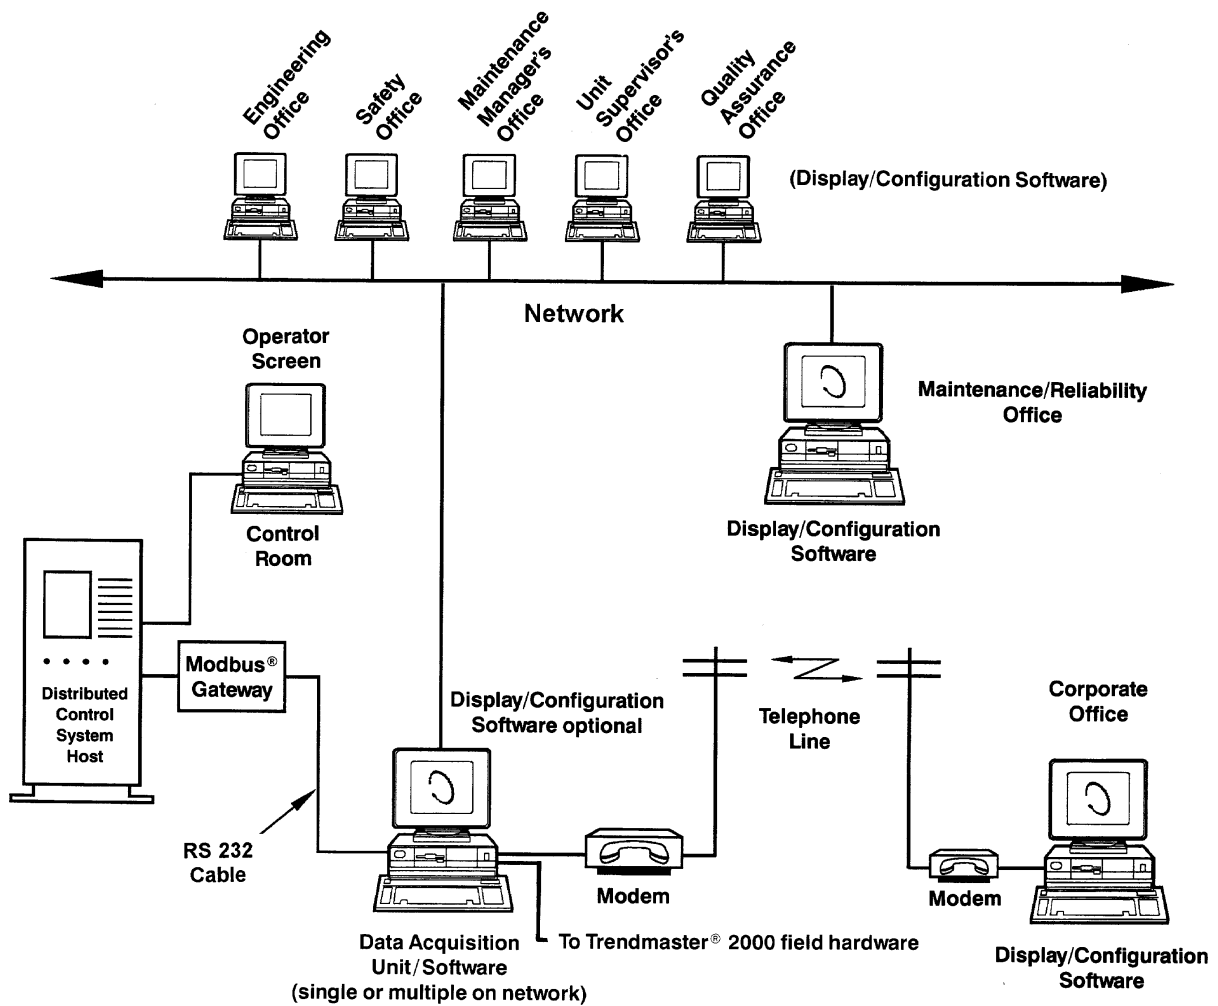 Engineering
Office
Safety
Office
Maintenance
Manager's
Office
Unit
Supervisor's
Office
Quality
Assurance
Office
(Display/Configuration Software)
Network
Operator
Screen
Control
Room
Maintenance/Reliability
Office
Display/Configuration
Software
Distributed
Control
System
Host
Modbus®
Gateway
RS 232
Cable
Display/Configuration
Software optional
Telephone
Line
Corporate
Office
Modem
Modem
Data Acquisition
Unit/Software
(single or multiple on network)
To Trendmaster® 2000 field hardware
Display/Configuration
Software